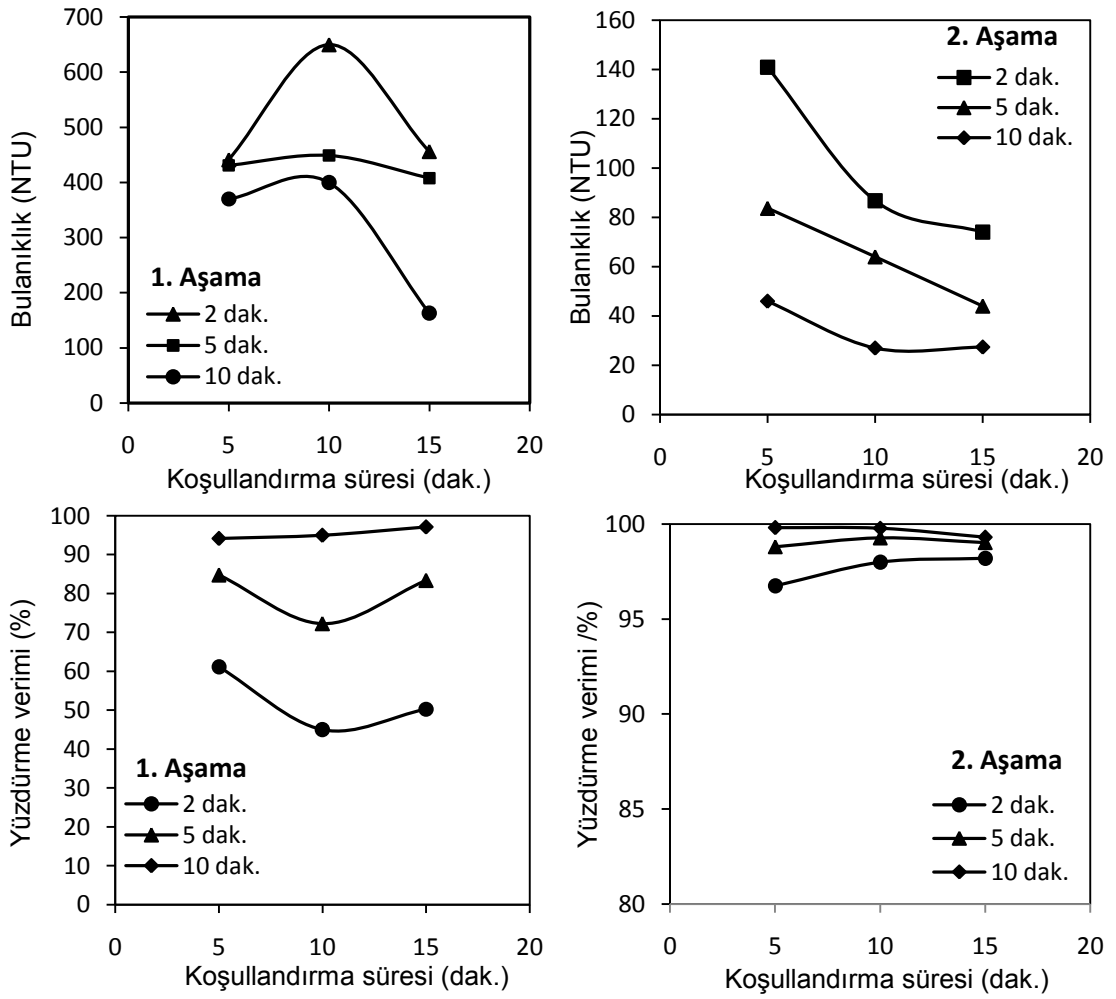 700
600
500
400
300
200
100
0
0 5 10 15 20
Bulanıklık (NTU)
Koşullandırma süresi (dak.)
1. Aşama
2 dak.
5 dak.
10 dak.
160
140
120
100
80
60
40
20
0
0 5 10 15 20
Bulanıklık (NTU)
Koşullandırma süresi (dak.)
2. Aşama
2 dak.
5 dak.
10 dak.
100
90
80
70
60
50
40
30
20
10
0
0 5 10 15 20
Yüzdürme verimi (%)
Koşullandırma süresi (dak.)
1. Aşama
2 dak.
5 dak.
10 dak.
100
95
90
85
80
0 5 10 15 20
Yüzdürme verimi /%)
Koşullandırma süresi (dak.)
2. Aşama
2 dak.
5 dak.
10 dak.